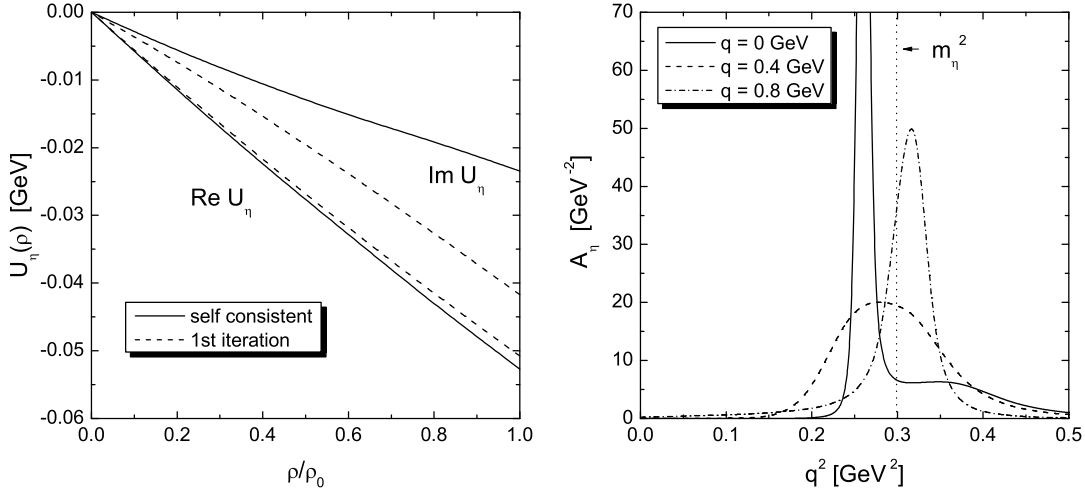 0.00
-0.01
-0.02
-0.03
-0.04
-0.05
-0.06
U_η(ρ) [GeV]
Im U_η
Re U_η
self consistent
1st iteration
0.0 0.2 0.4 0.6 0.8 1.0
ρ/ρ_0
70
60
50
40
30
20
10
0
A_η [GeV^-2]
q = 0 GeV
q = 0.4 GeV
q = 0.8 GeV
m_η^2
0.0 0.1 0.2 0.3 0.4 0.5
q^2 [GeV^2]